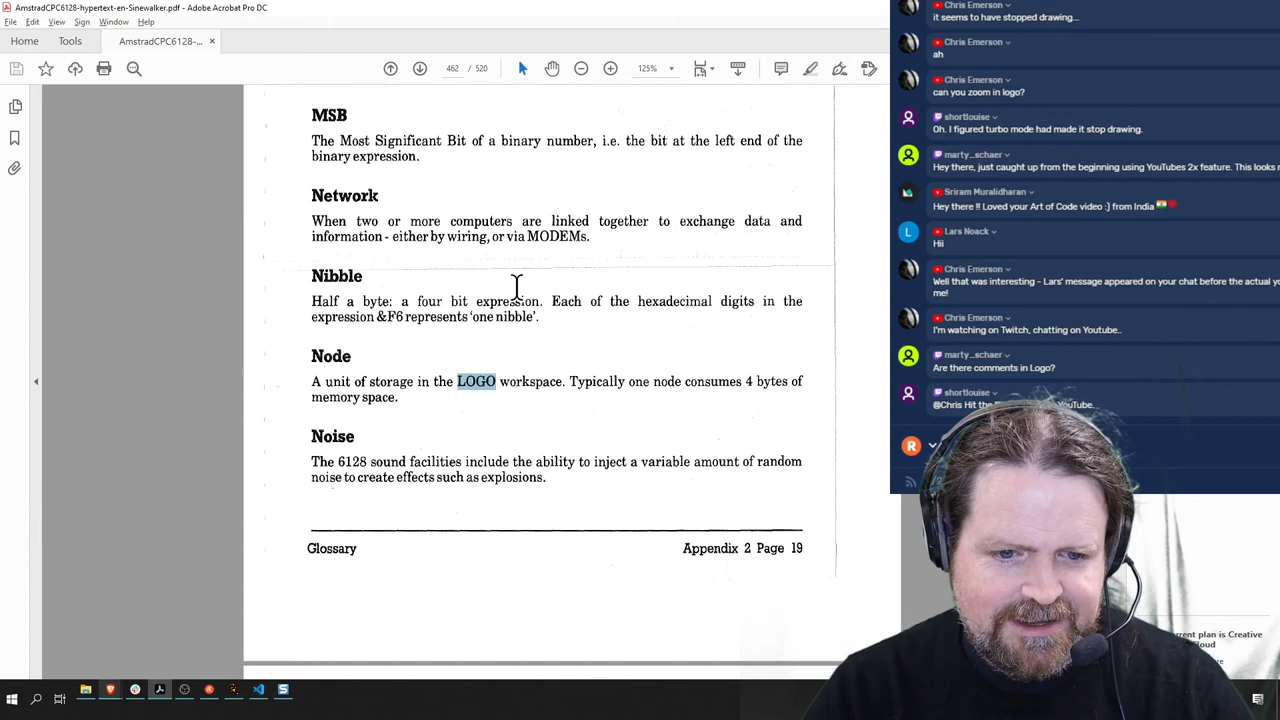 AmstradCPC6128-hypertext-en-Sinewalker.pdf - Adobe Acrobat Pro DC
File Edit View Sign Window Help
Home Tools AmstradCPC6128-... ×
462 / 520 125%
MSB
The Most Significant Bit of a binary number, i.e. the bit at the left end of the
binary expression.
Network
When two or more computers are linked together to exchange data and
information - either by wiring, or via MODEMs.
Nibble
Half a byte: a four bit expression. Each of the hexadecimal digits in the
expression &F6 represents 'one nibble'.
Node
A unit of storage in the LOGO workspace. Typically one node consumes 4 bytes of
memory space.
Noise
The 6128 sound facilities include the ability to inject a variable amount of random
noise to create effects such as explosions.
Glossary Appendix 2 Page 19
Chris Emerson
it seems to have stopped drawing...
Chris Emerson
ah
Chris Emerson
can you zoom in logo?
shortlouise
Oh. I figured turbo mode had made it stop drawing.
marty_schaer
Hey there, just caught up from the beginning using YouTubes 2x feature. This looks
Sriram Muralidharan
Hey there !! Loved your Art of Code video :} from India
L
Lars Noack
Hii
Chris Emerson
Well that was interesting - Lars' message appeared on your chat before the actual
me!
Chris Emerson
I'm watching on Twitch, chatting on Youtube..
marty_schaer
Are there comments in Logo?
shortlouise
@Chris Hit the YouTube.
R
rrent plan is Creative
Cloud